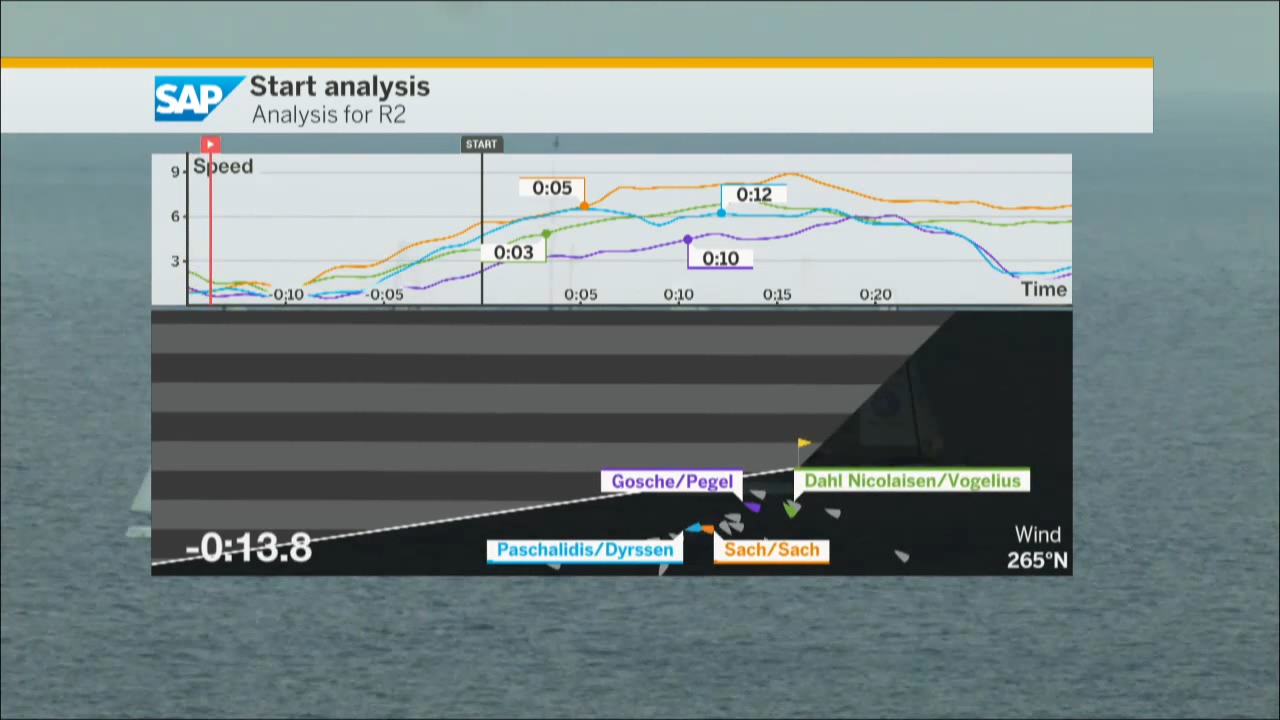 SAP
Start analysis
Analysis for R2
START
Speed
9
6
3
0:05
0:12
0:03
0:10
-0:10
-0:05
0:05
0:10
0:15
0:20
Time
Gosche/Pegel
Dahl Nicolaisen/Vogelius
Paschalidis/Dyrssen
Sach/Sach
-0:13.8
Wind
265°N